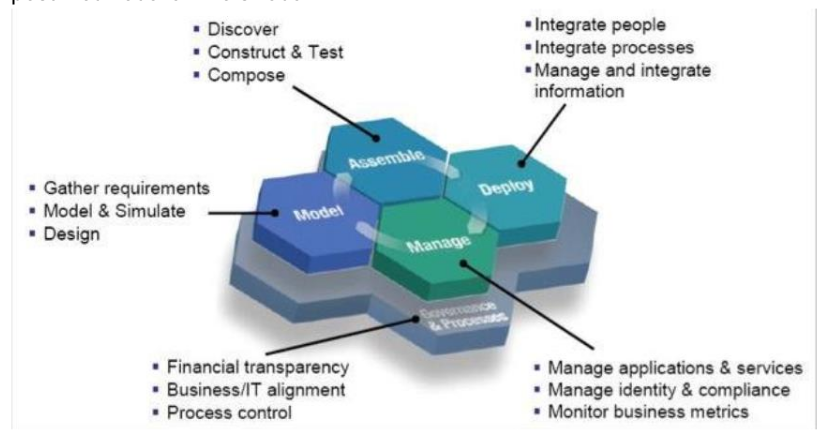 ▪ Discover
▪ Construct & Test
▪ Compose
▪ Integrate people
▪ Integrate processes
▪ Manage and integrate
information
Assemble
Deploy
▪ Gather requirements
▪ Model & Simulate
▪ Design
Model
Manage
Governance
& Processes
▪ Financial transparency
▪ Business/IT alignment
▪ Process control
▪ Manage applications & services
▪ Manage identity & compliance
▪ Monitor business metrics